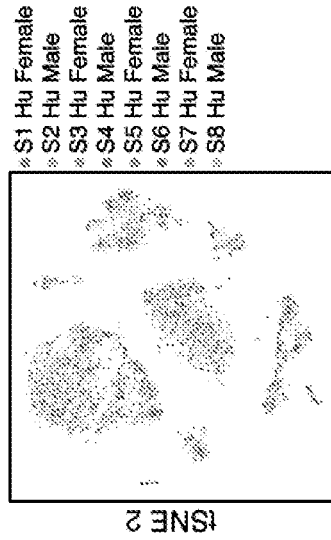 S1 Hu Female
S2 Hu Male
S3 Hu Female
S4 Hu Male
S5 Hu Female
S6 Hu Male
S7 Hu Female
S8 Hu Male
tSNE 2